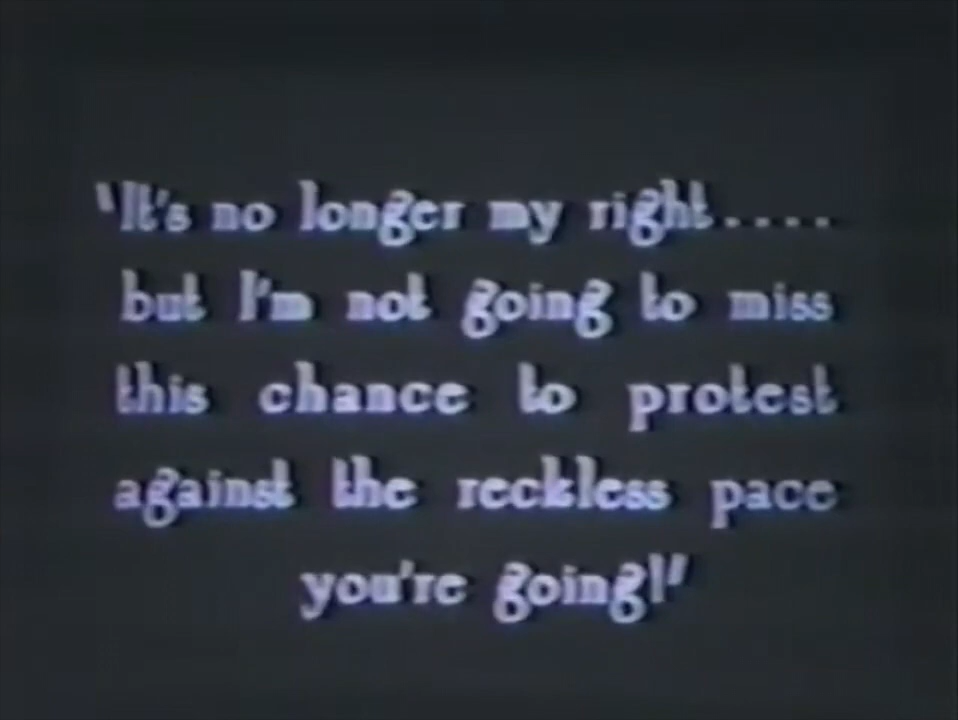 "It's no longer my right.....
but I'm not going to miss
this chance to protest
against the reckless pace
you're going!"